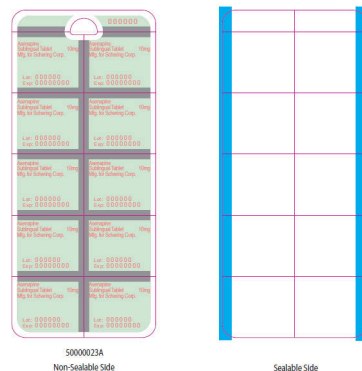 000000
Asenapine Asenapine
Sublingual Tablet 10mg Sublingual Tablet 10mg
Mfg. for Schering Corp. Mfg. for Schering Corp.
Lot: 000000 Lot: 000000
Exp: 00000000 Exp: 00000000
Asenapine Asenapine
Sublingual Tablet 10mg Sublingual Tablet 10mg
Mfg. for Schering Corp. Mfg. for Schering Corp.
Lot: 000000 Lot: 000000
Exp: 00000000 Exp: 00000000
Asenapine Asenapine
Sublingual Tablet 10mg Sublingual Tablet 10mg
Mfg. for Schering Corp. Mfg. for Schering Corp.
Lot: 000000 Lot: 000000
Exp: 00000000 Exp: 00000000
Asenapine Asenapine
Sublingual Tablet 10mg Sublingual Tablet 10mg
Mfg. for Schering Corp. Mfg. for Schering Corp.
Lot: 000000 Lot: 000000
Exp: 00000000 Exp: 00000000
Asenapine Asenapine
Sublingual Tablet 10mg Sublingual Tablet 10mg
Mfg. for Schering Corp. Mfg. for Schering Corp.
Lot: 000000 Lot: 000000
Exp: 00000000 Exp: 00000000
50000023A
Non-Sealable Side Sealable Side